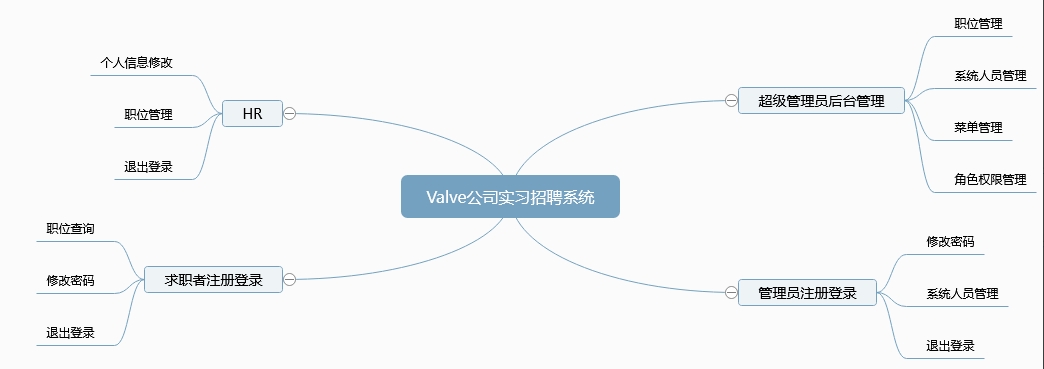 Valve公司实习招聘系统
HR
个人信息修改
职位管理
退出登录
求职者注册登录
职位查询
修改密码
退出登录
超级管理员后台管理
职位管理
系统人员管理
菜单管理
角色权限管理
管理员注册登录
修改密码
系统人员管理
退出登录